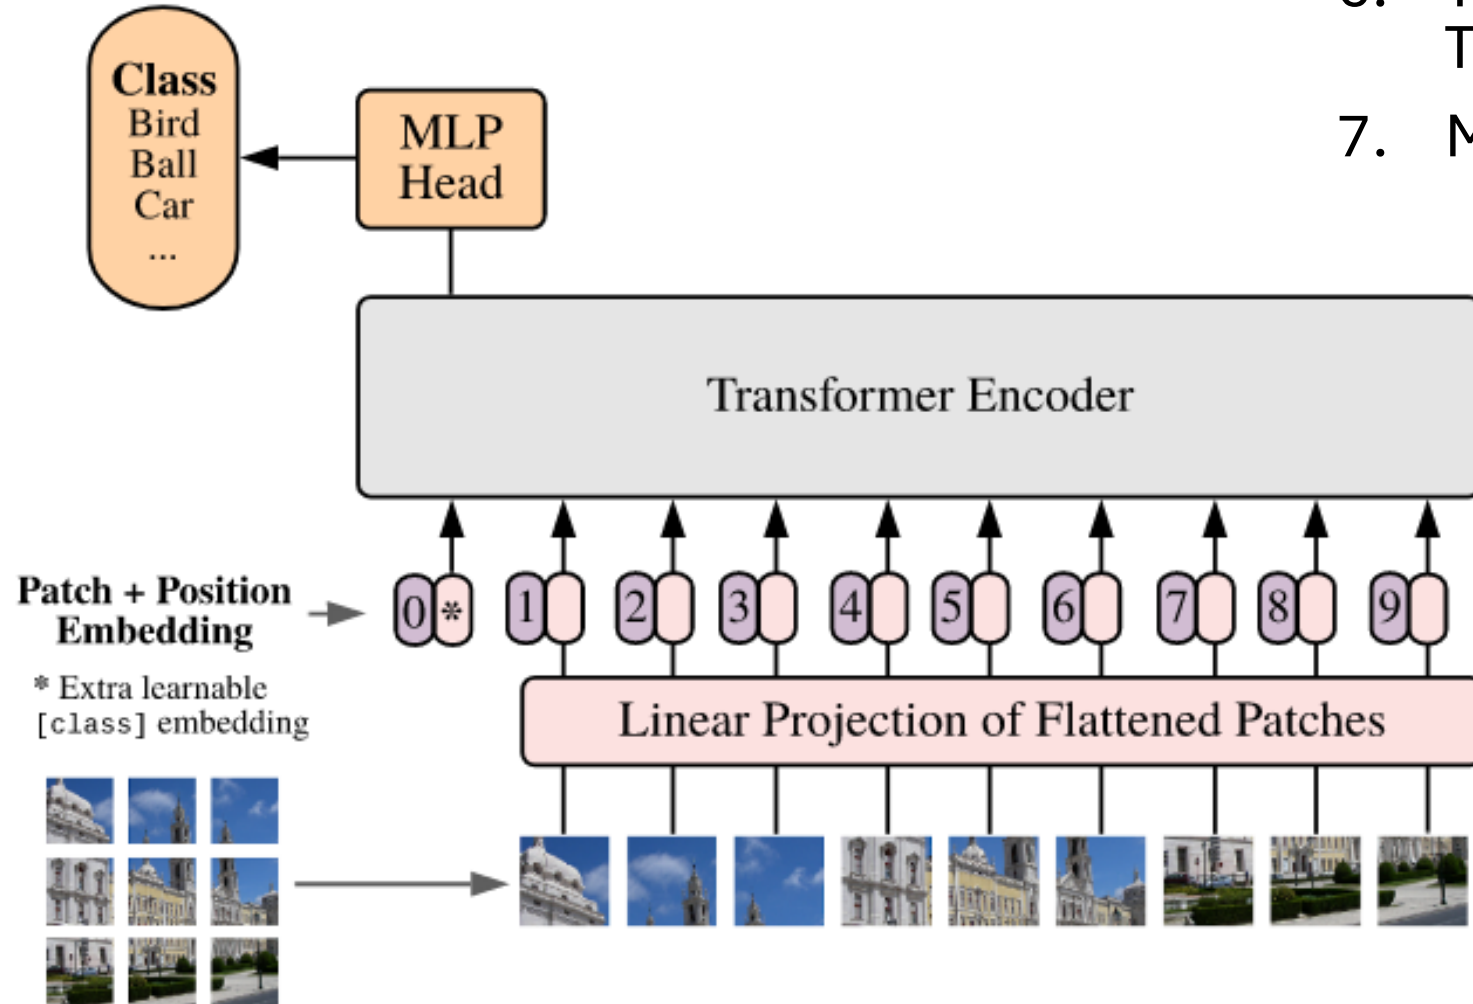 Class
Bird
Ball
Car
...
MLP
Head
T
7. M
Transformer Encoder
Patch + Position
Embedding
0 * 1 2 3 4 5 6 7 8 9
* Extra learnable
[class] embedding
Linear Projection of Flattened Patches